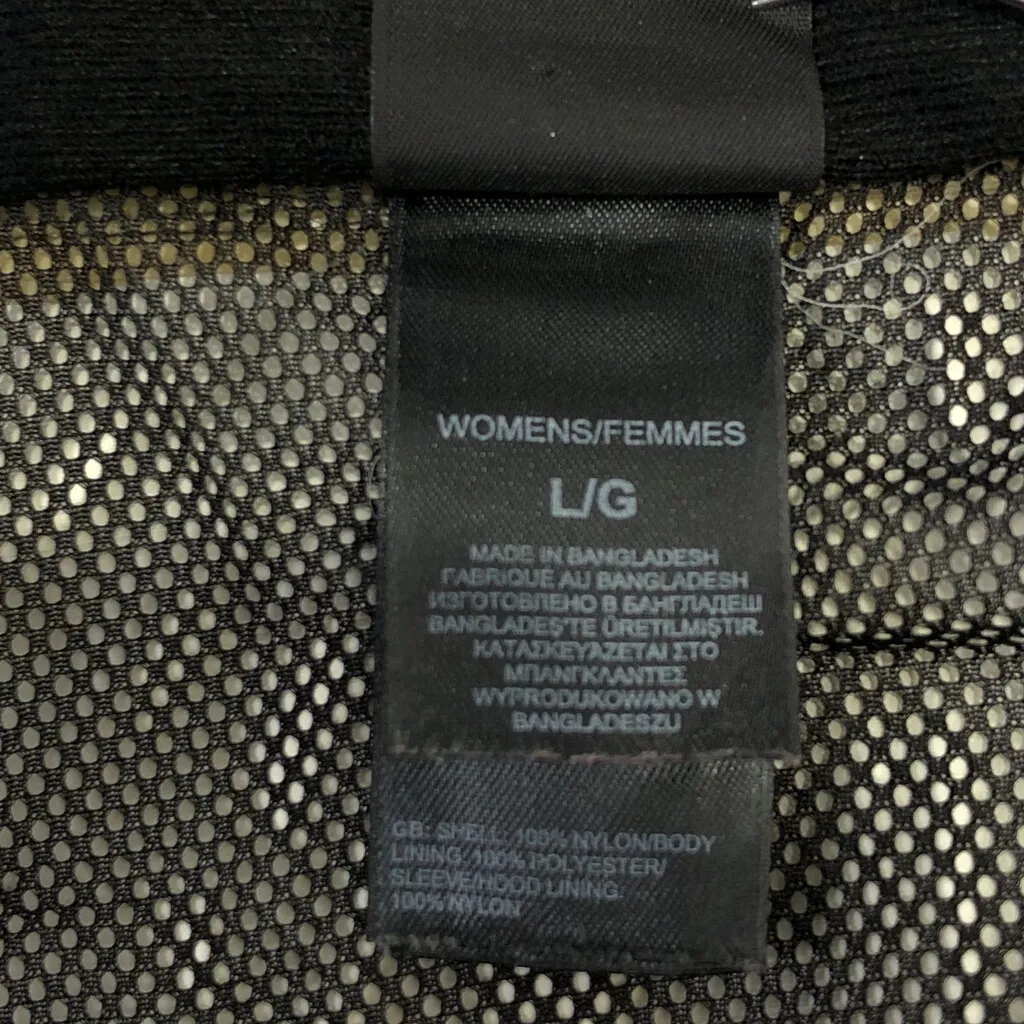 WOMENS/FEMMES
L/G
MADE IN BANGLADESH
FABRIQUÉ AU BANGLADESH
ИЗГОТОВЛЕНО В БАНГЛАДЕШ
BANGLADEŞ'TE ÜRETILMIŞTIR.
ΚΑΤΑΣΚΕΥΑΖΕΤΑΙ ΣΤΟ
ΜΠΑΝΓΚΛΑΝΤΕΣ
WYPRODUKOWANO W
BANGLADESZU
GB: SHELL: 100% NYLON/BODY
LINING: 100% POLYESTER/
SLEEVE/HOOD LINING:
100% NYLON